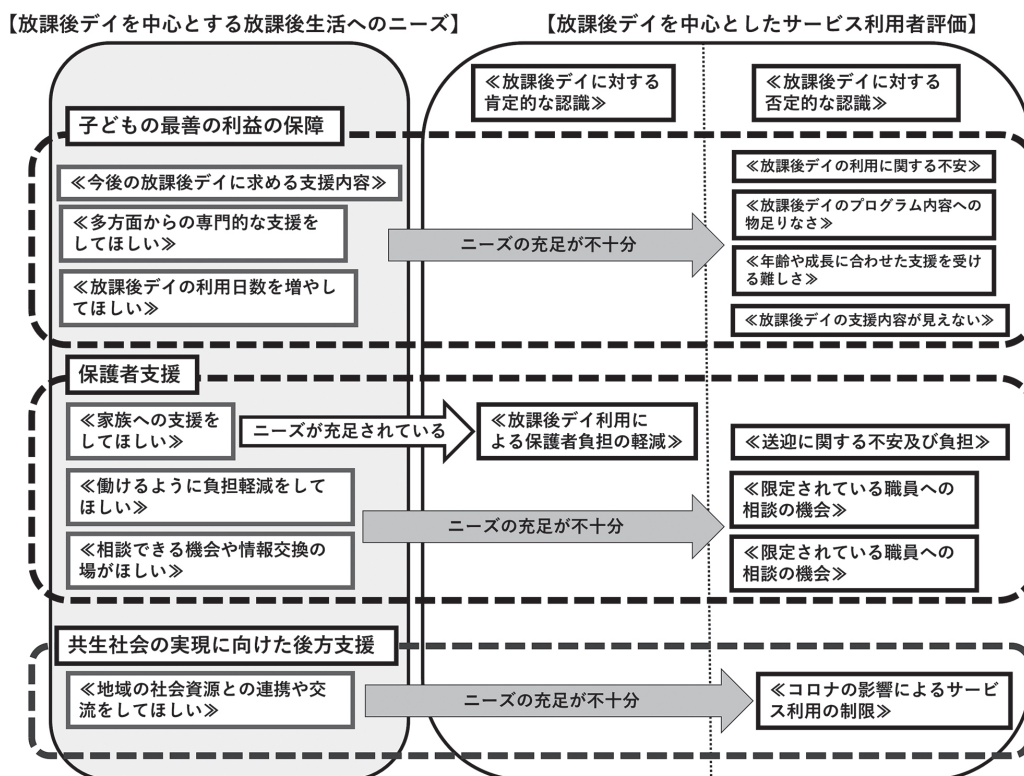 【放課後デイを中心とする放課後生活へのニーズ】
【放課後デイを中心としたサービス利用者評価】
≪放課後デイに対する
肯定的な認識≫
≪放課後デイに対する
否定的な認識≫
子どもの最善の利益の保障
≪今後の放課後デイに求める支援内容≫
≪多方面からの専門的な支援を
してほしい≫
≪放課後デイの利用日数を増やし
てほしい≫
ニーズの充足が不十分
≪放課後デイの利用に関する不安≫
≪放課後デイのプログラム内容への
物足りなさ≫
≪年齢や成長に合わせた支援を受け
る難しさ≫
≪放課後デイの支援内容が見えない≫
保護者支援
≪家族への支援を
してほしい≫
ニーズが充足されている
≪放課後デイ利用に
よる保護者負担の軽減≫
≪働けるように負担軽減をして
ほしい≫
≪相談できる機会や情報交換の
場がほしい≫
ニーズの充足が不十分
≪送迎に関する不安及び負担≫
≪限定されている職員への
相談の機会≫
≪限定されている職員への
相談の機会≫
共生社会の実現に向けた後方支援
≪地域の社会資源との連携や交
流をしてほしい≫
ニーズの充足が不十分
≪コロナの影響によるサービ
ス利用の制限≫